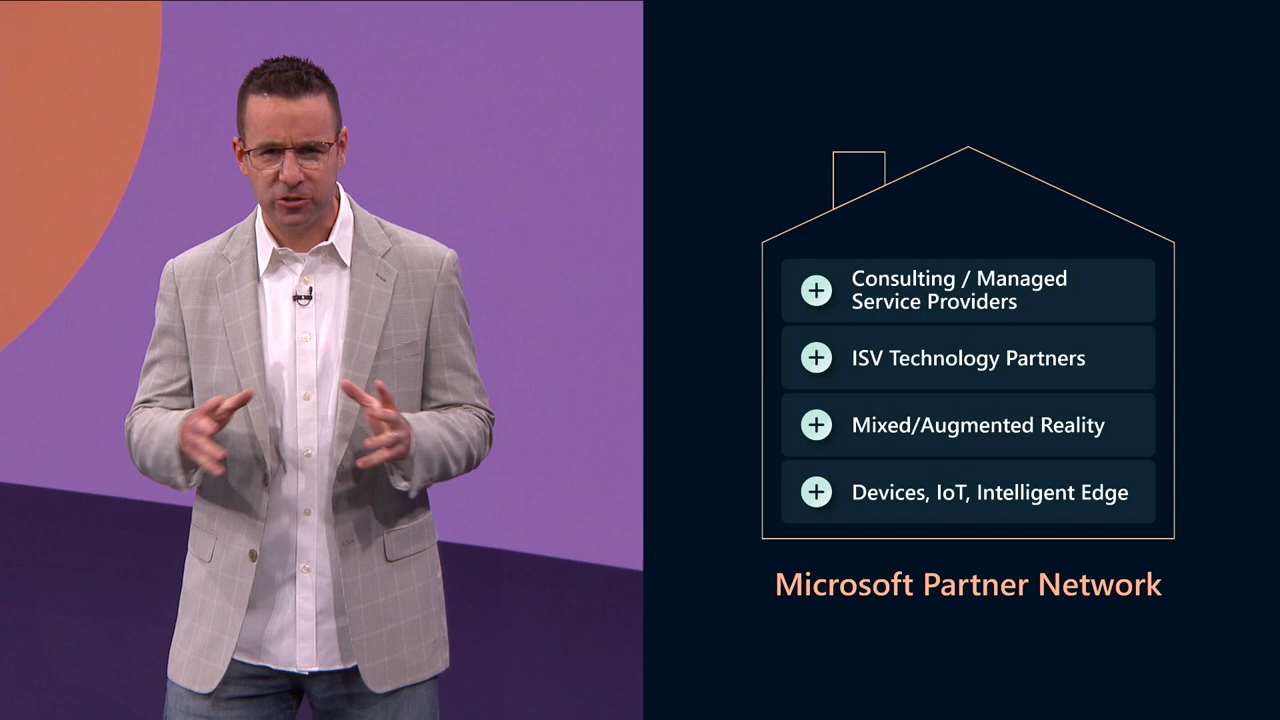 Consulting / Managed
Service Providers
ISV Technology Partners
Mixed/Augmented Reality
Devices, IoT, Intelligent Edge
Microsoft Partner Network